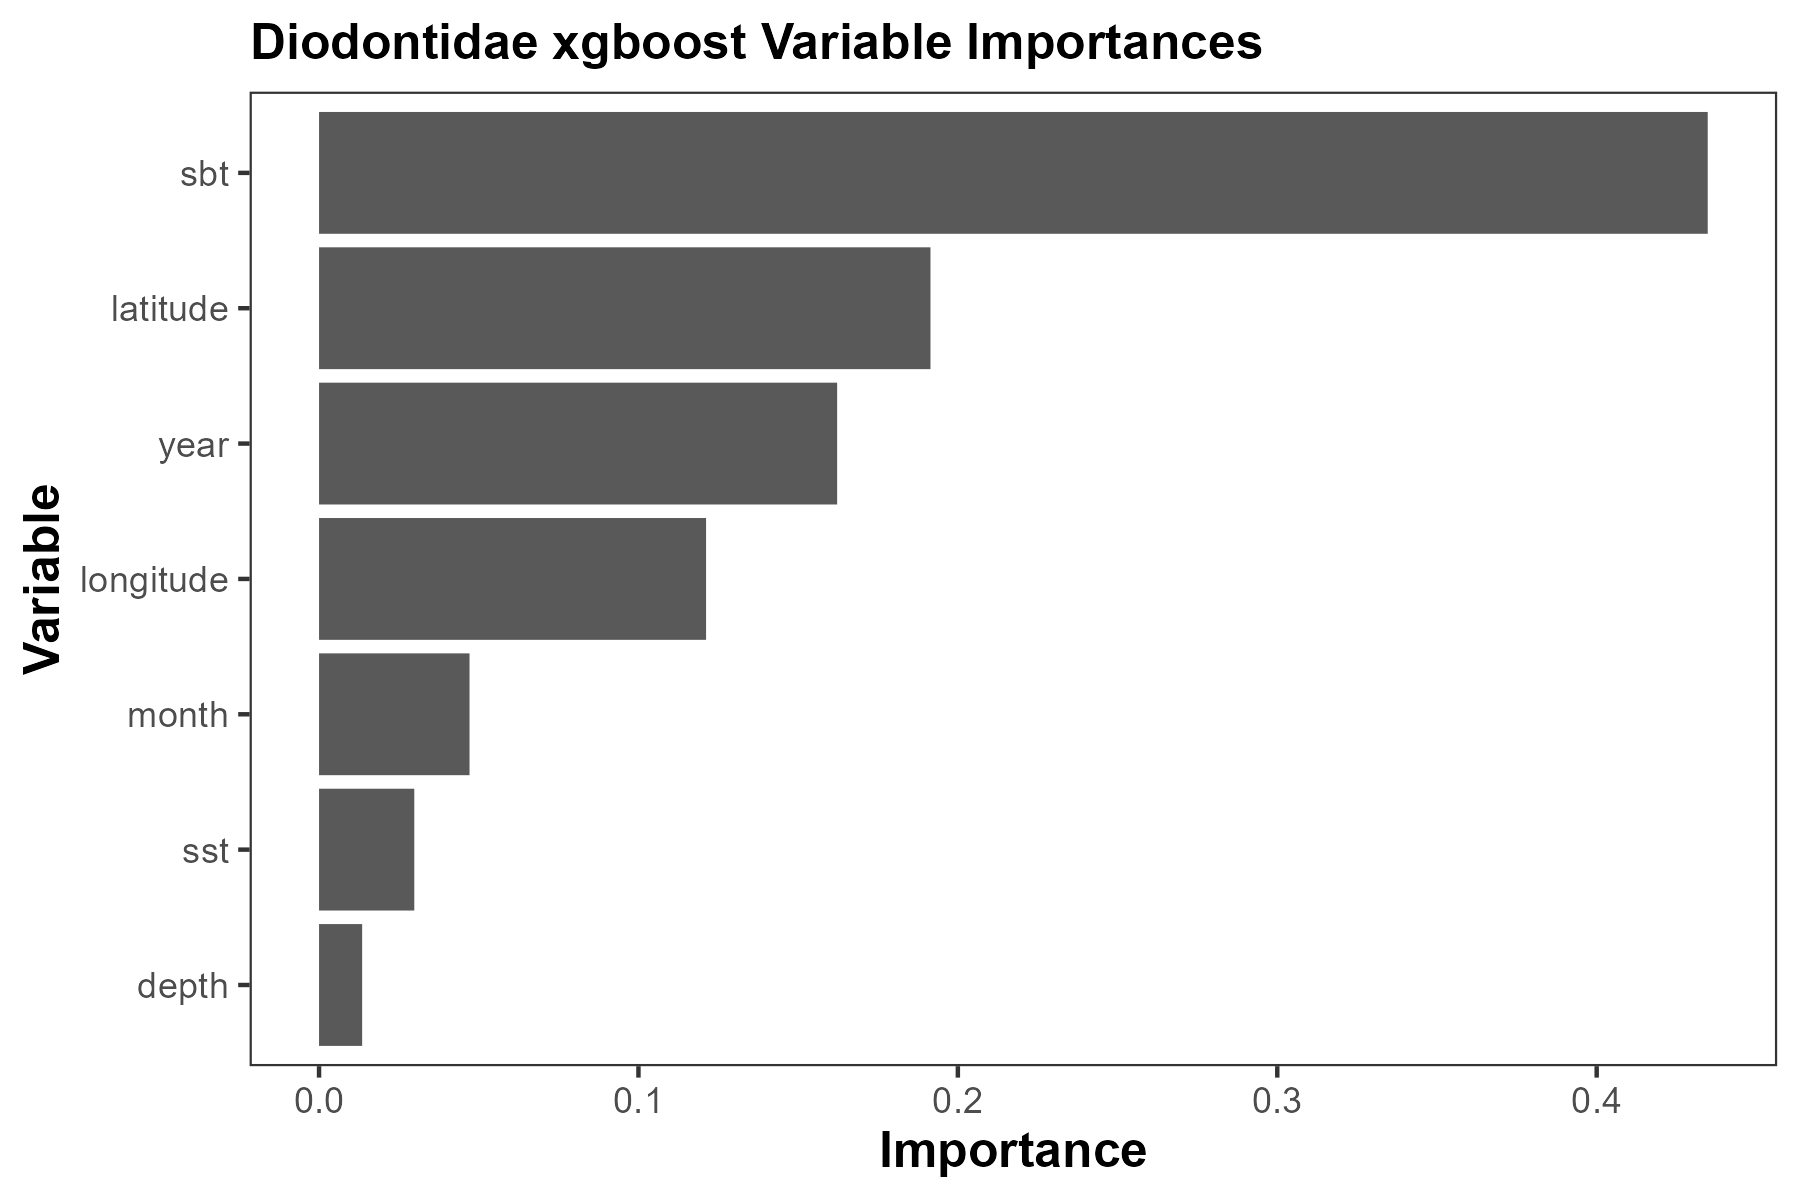 Diodontidae xgboost Variable Importances
Variable
sbt
latitude
year
longitude
month
sst
depth
0.0 0.1 0.2 0.3 0.4
Importance